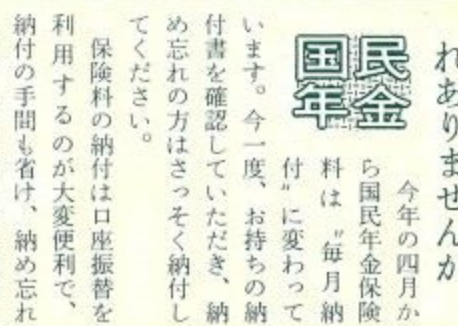 れありませんか
国民年金
今年の四月か
ら国民年金保険
料は〝毎月納
付〟に変わって
います。今一度、お持ちの納
付書を確認していただき、納
め忘れの方はさっそく納付し
てください。
保険料の納付は口座振替を
利用するのが大変便利で、
納付の手間も省け、納め忘れ